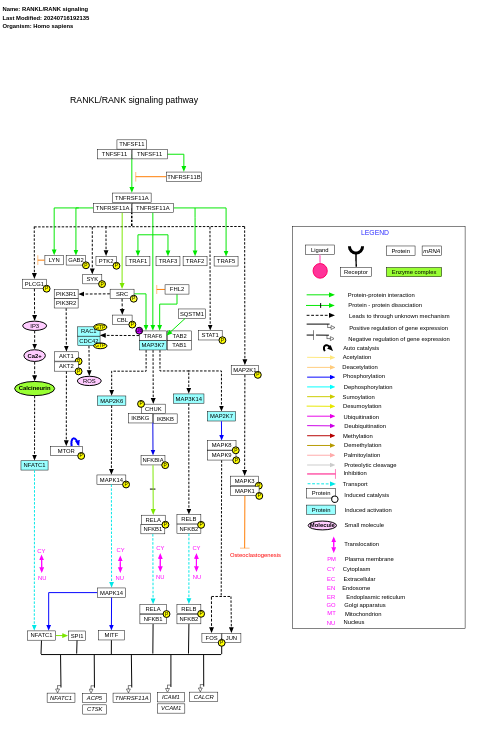 Name: RANKL/RANK signaling
Last Modified: 20240716192135
Organism: Homo sapiens
RANKL/RANK signaling pathway
TNFSF11
TNFSF11 TNFSF11
TNFRSF11B
TNFRSF11A
TNFRSF11A TNFRSF11A
LYN GAB2 P PTK2 P TRAF1 TRAF3 TRAF2 TRAF5
SYK P
PLCG1 P
PIK3R1 SRC P FHL2
PIK3R2
SQSTM1
CBL P
IP3
RAC1
CDC42
TRAF6 TAB2 STAT1 P
MAP3K7 TAB1
Ca2+
AKT1 P
AKT2 P
MAP2K1 P
ROS
Calcineurin
MAP2K6 MAP3K14
P CHUK
IKBKG IKBKB
MAP2K7
MTOR P
MAPK8 P
MAPK9 P
NFATC1
NFKBIA P
MAPK14 P
MAPK3 P
MAPK1 P
RELA RELB
NFKB1 P NFKB2 P
Osteoclastogenesis
CY CY CY CY
NU NU NU NU
MAPK14
RELA P RELB P
NFKB1 NFKB2
NFATC1 SPI1 MITF
FOS P JUN
NFATC1 ACP5 TNFRSF11A ICAM1 CALCR
CTSK VCAM1
LEGEND
Ligand
Protein mRNA
Receptor Enzyme complex
Protein-protein interaction
Protein - protein dissociation
Leads to through unknown mechanism
Positive regulation of gene expression
Negative regulation of gene expression
Auto catalysis
Acetylation
Deacetylation
Phosphorylation
Dephosphorylation
Sumoylation
Desumoylation
Ubiquitination
Deubiquitination
Methylation
Demethylation
Palmitoylation
Proteolytic cleavage
Inhibition
Transport
Protein Induced catalysis
Protein Induced activation
Molecule Small molecule
Translocation
PM Plasma membrane
CY Cytoplasm
EC Extracellular
EN Endosome
ER Endoplasmic reticulum
GO Golgi apparatus
MT Mitochondrion
NU Nucleus